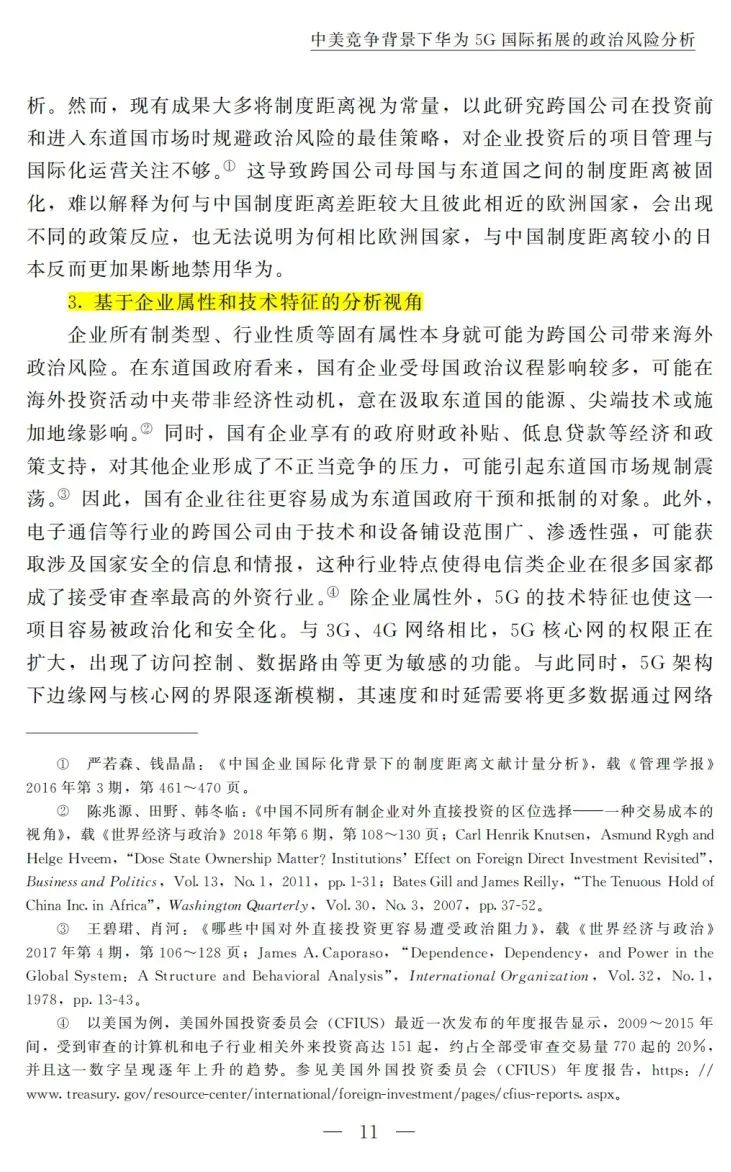 中美竞争背景下华为 5G 国际拓展的政治风险分析
析。然而，现有成果大多将制度距离视为常量，以此研究跨国公司在投资前
和进入东道国市场时规避政治风险的最佳策略，对企业投资后的项目管理与
国际化运营关注不够。① 这导致跨国公司母国与东道国之间的制度距离被固
化，难以解释为何与中国制度距离差距较大且彼此相近的欧洲国家，会出现
不同的政策反应，也无法说明为何相比欧洲国家，与中国制度距离较小的日
本反而更加果断地禁用华为。
3. 基于企业属性和技术特征的分析视角
企业所有制类型、行业性质等固有属性本身就可能为跨国公司带来海外
政治风险。在东道国政府看来，国有企业受母国政治议程影响较多，可能在
海外投资活动中夹带非经济性动机，意在汲取东道国的能源、尖端技术或施
加地缘影响。② 同时，国有企业享有的政府财政补贴、低息贷款等经济和政
策支持，对其他企业形成了不正当竞争的压力，可能引起东道国市场规制震
荡。③ 因此，国有企业往往更容易成为东道国政府干预和抵制的对象。此外，
电子通信等行业的跨国公司由于技术和设备铺设范围广、渗透性强，可能获
取涉及国家安全的信息和情报，这种行业特点使得电信类企业在很多国家都
成了接受审查率最高的外资行业。④ 除企业属性外，5G 的技术特征也使这一
项目容易被政治化和安全化。与 3G、4G 网络相比，5G 核心网的权限正在
扩大，出现了访问控制、数据路由等更为敏感的功能。与此同时，5G 架构
下边缘网与核心网的界限逐渐模糊，其速度和时延需要将更多数据通过网络
① 严若森、钱晶晶：《中国企业国际化背景下的制度距离文献计量分析》，载《管理学报》
2016 年第 3 期，第 461～470 页。
② 陈兆源、田野、韩冬临：《中国不同所有制企业对外直接投资的区位选择——一种交易成本的
视角》，载《世界经济与政治》2018 年第 6 期，第 108～130 页；Carl Henrik Knutsen，Asmund Rygh and
Helge Hveem，“Dose State Ownership Matter? Institutions’ Effect on Foreign Direct Investment Revisited”，
Business and Politics，Vol. 13，No. 1，2011，pp. 1-31；Bates Gill and James Reilly，“The Tenuous Hold of
China Inc. in Africa”，Washington Quarterly，Vol. 30，No. 3，2007，pp. 37-52。
③ 王碧珺、肖河：《哪些中国对外直接投资更容易遭受政治阻力》，载《世界经济与政治》
2017 年第 4 期，第 106～128 页；James A. Caporaso，“Dependence，Dependency，and Power in the
Global System：A Structure and Behavioral Analysis”，International Organization，Vol. 32，No. 1，
1978，pp. 13-43。
④ 以美国为例，美国外国投资委员会（CFIUS）最近一次发布的年度报告显示，2009～2015 年
间，受到审查的计算机和电子行业相关外来投资高达 151 起，约占全部受审查交易量 770 起的 20%，
并且这一数字呈现逐年上升的趋势。参见美国外国投资委员会（CFIUS）年度报告，https：//
www. treasury. gov/resource-center/international/foreign-investment/pages/cfius-reports. aspx。
— 11 —